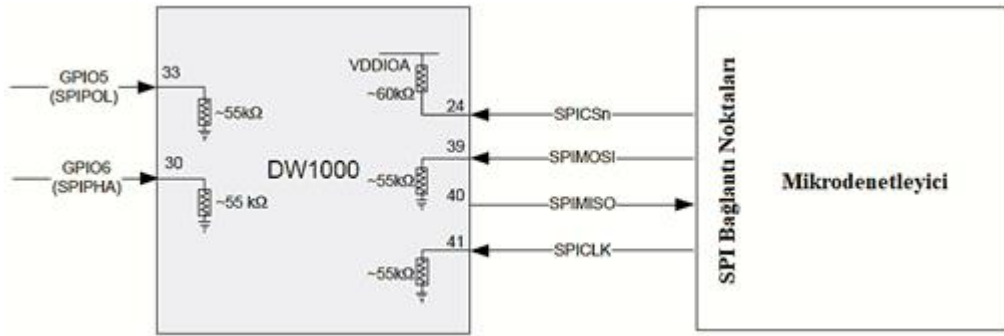 GPIO5
(SPIPOL)
33
~55kΩ
GPIO6
(SPIPHA)
30
~55 kΩ
DW1000
VDDIOA
~60kΩ
24
SPICSn
39
SPIMOSI
~55kΩ
40
SPIMISO
41
SPICLK
~55kΩ
SPI Bağlantı Noktaları
Mikrodenetleyici